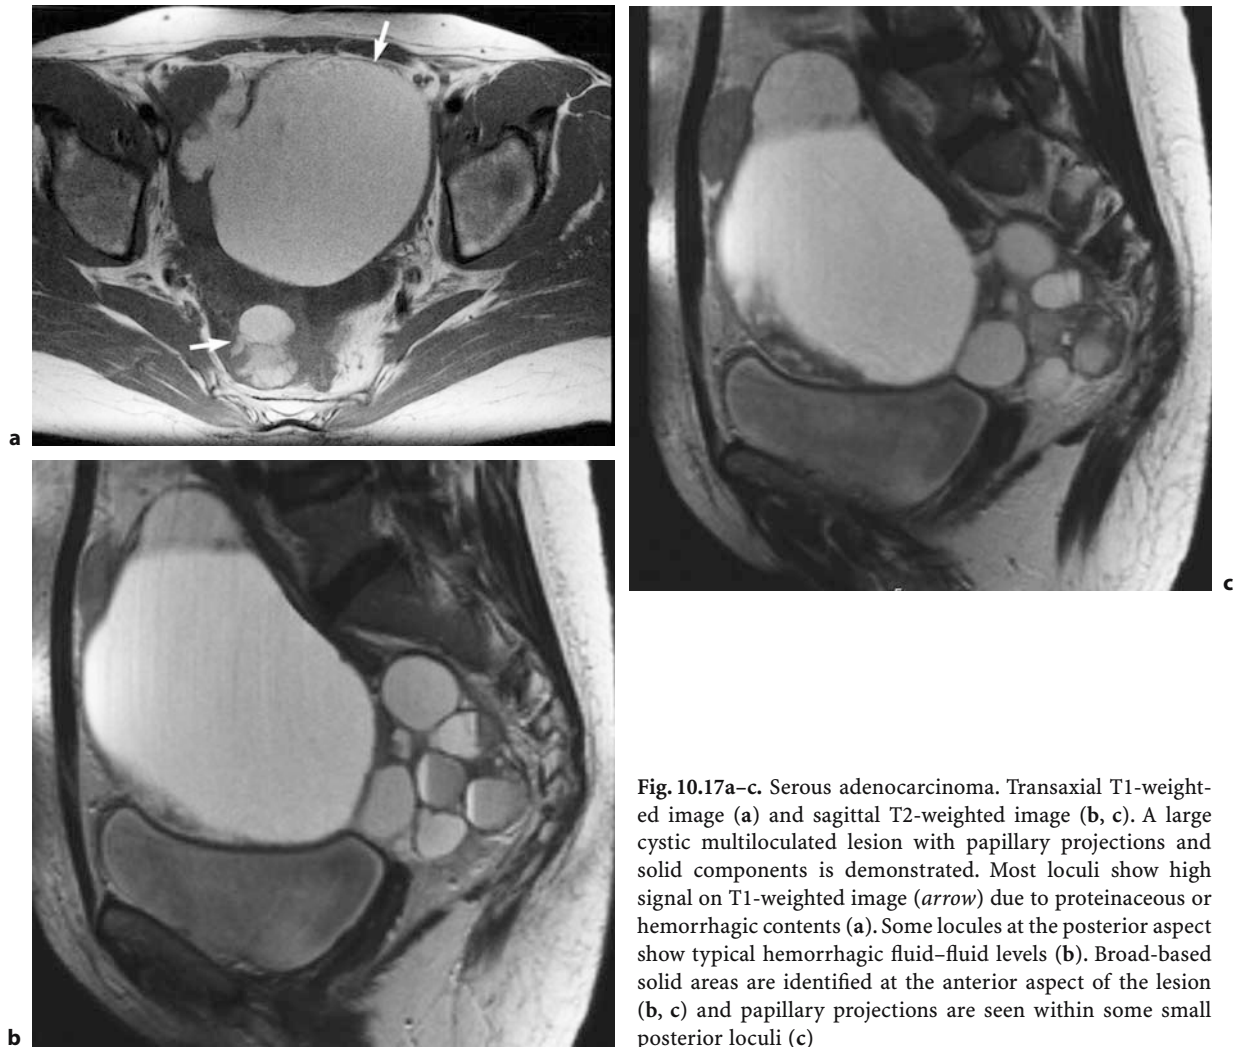 a
c
b
Fig. 10.17a–c. Serous adenocarcinoma. Transaxial T1-weight-
ed image (a) and sagittal T2-weighted image (b, c). A large
cystic multiloculated lesion with papillary projections and
solid components is demonstrated. Most loculi show high
signal on T1-weighted image (arrow) due to proteinaceous or
hemorrhagic contents (a). Some locules at the posterior aspect
show typical hemorrhagic fluid–fluid levels (b). Broad-based
solid areas are identified at the anterior aspect of the lesion
(b, c) and papillary projections are seen within some small
posterior loculi (c)